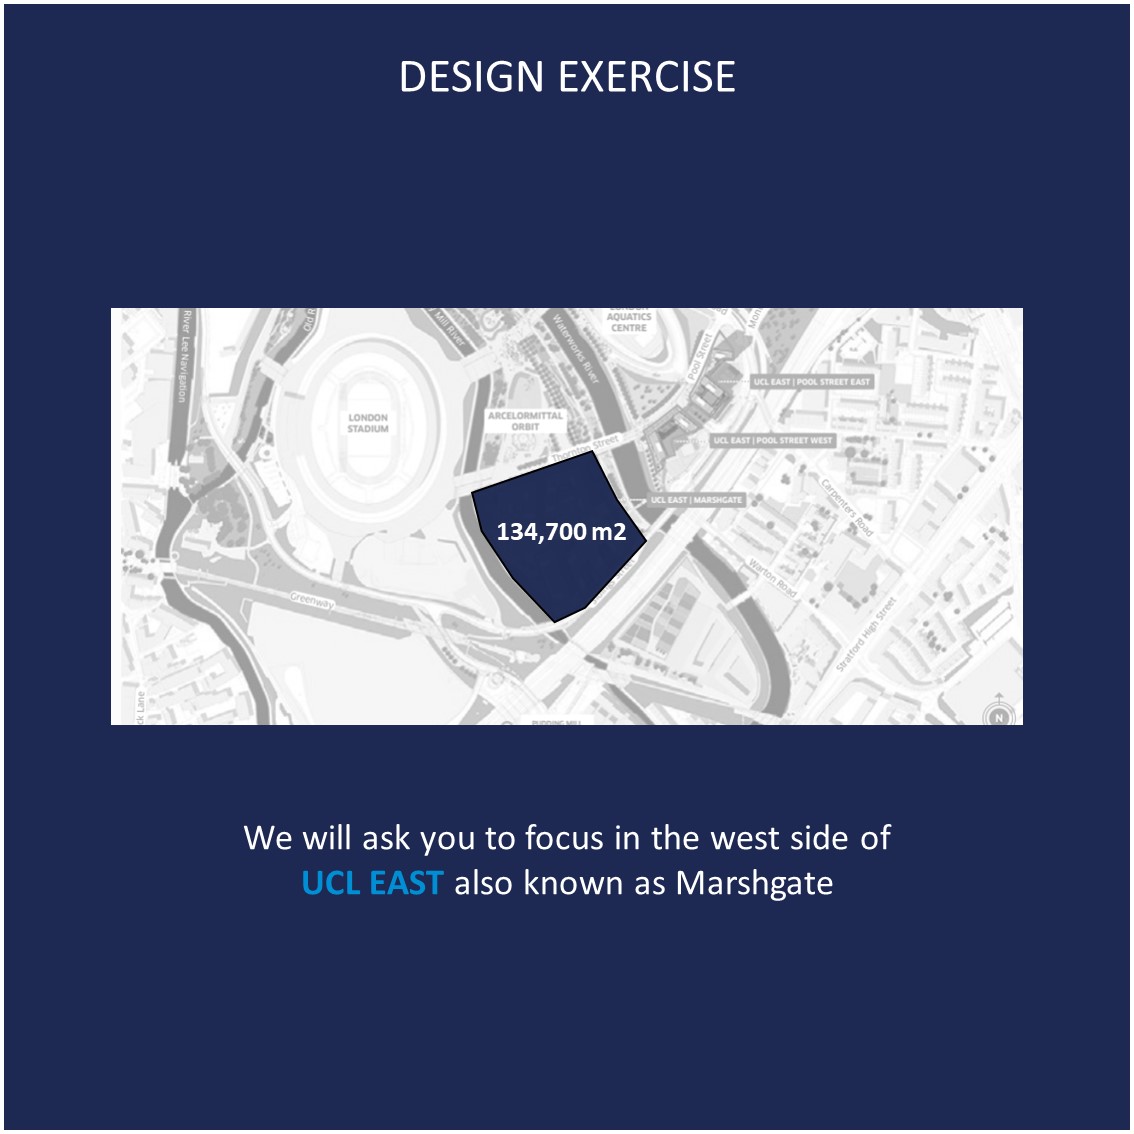 DESIGN EXERCISE
River Lee Navigation
Mill River
Waterworks River
AQUATICS
CENTRE
Pool Street
UCL EAST | POOL STREET EAST
LONDON
STADIUM
ARCELORMITTAL
ORBIT
Thornton Street
UCL EAST | POOL STREET WEST
UCL EAST | MARSHGATE
134,700 m2
Carpenters Road
Warton Road
Greenway
Stratford High Street
N
We will ask you to focus in the west side of
UCL EAST also known as Marshgate